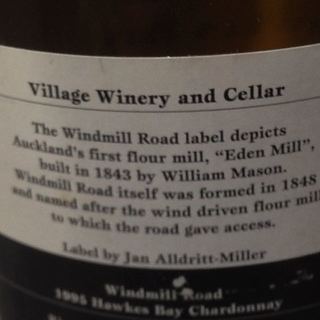 Village Winery and Cellar
The Windmill Road label depicts
Auckland's first flour mill, "Eden Mill",
built in 1843 by William Mason.
Windmill Road itself was formed in 1848
and named after the wind driven flour mill
to which the road gave access.
Label by Jan Alldritt-Miller
Windmill Road
1995 Hawkes Bay Chardonnay